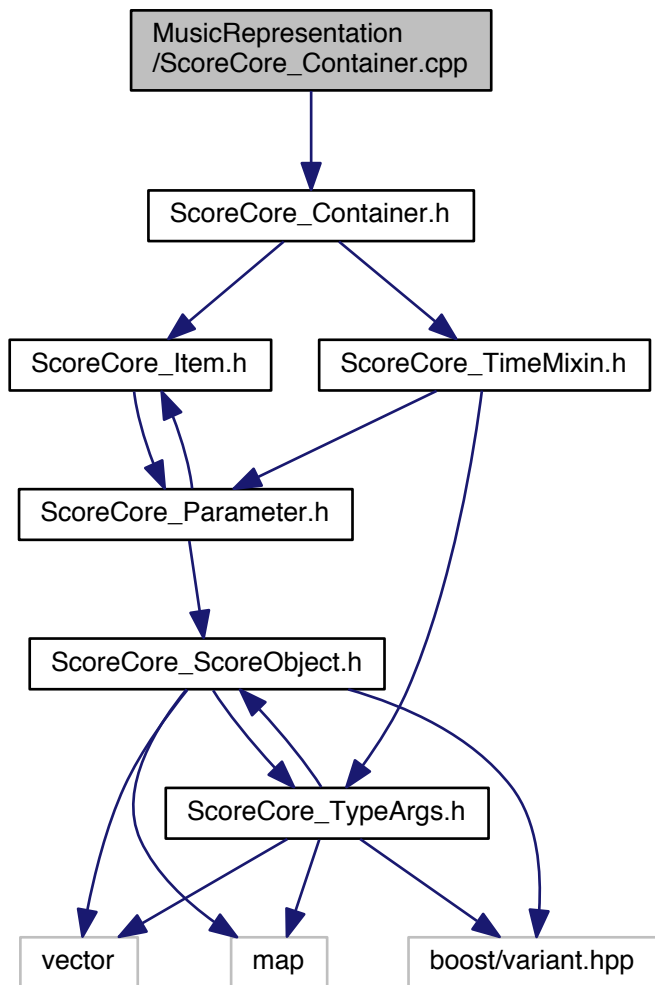 MusicRepresentation
/ScoreCore_Container.cpp
ScoreCore_Container.h
ScoreCore_Item.h
ScoreCore_TimeMixin.h
ScoreCore_Parameter.h
ScoreCore_ScoreObject.h
ScoreCore_TypeArgs.h
vector
map
boost/variant.hpp